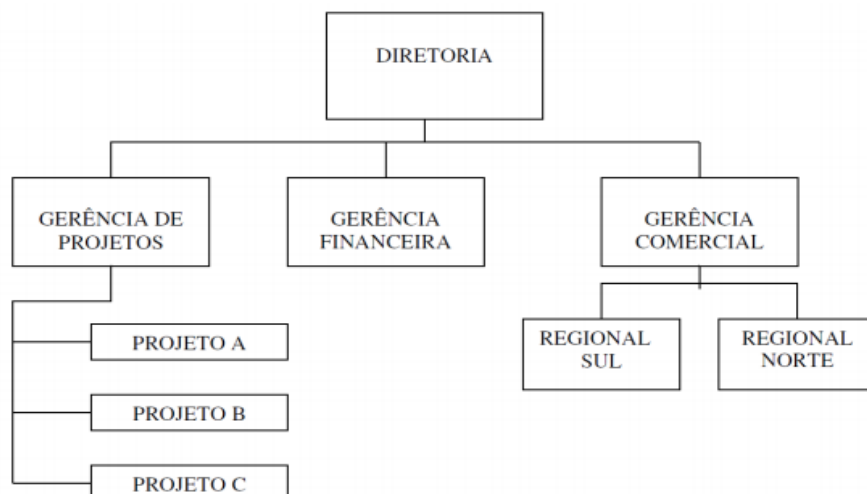 DIRETORIA
GERÊNCIA DE
PROJETOS
GERÊNCIA
FINANCEIRA
GERÊNCIA
COMERCIAL
PROJETO A
PROJETO B
PROJETO C
REGIONAL
SUL
REGIONAL
NORTE